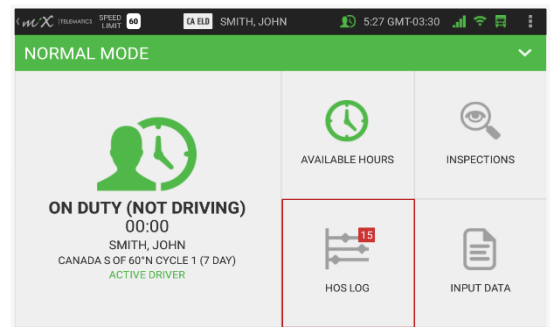 mix TELEMATICS SPEED LIMIT 60 CA ELD SMITH, JOHN 5:27 GMT-03:30
NORMAL MODE
ON DUTY (NOT DRIVING)
00:00
SMITH, JOHN
CANADA S OF 60°N CYCLE 1 (7 DAY)
ACTIVE DRIVER
AVAILABLE HOURS
INSPECTIONS
15
HOS LOG
INPUT DATA